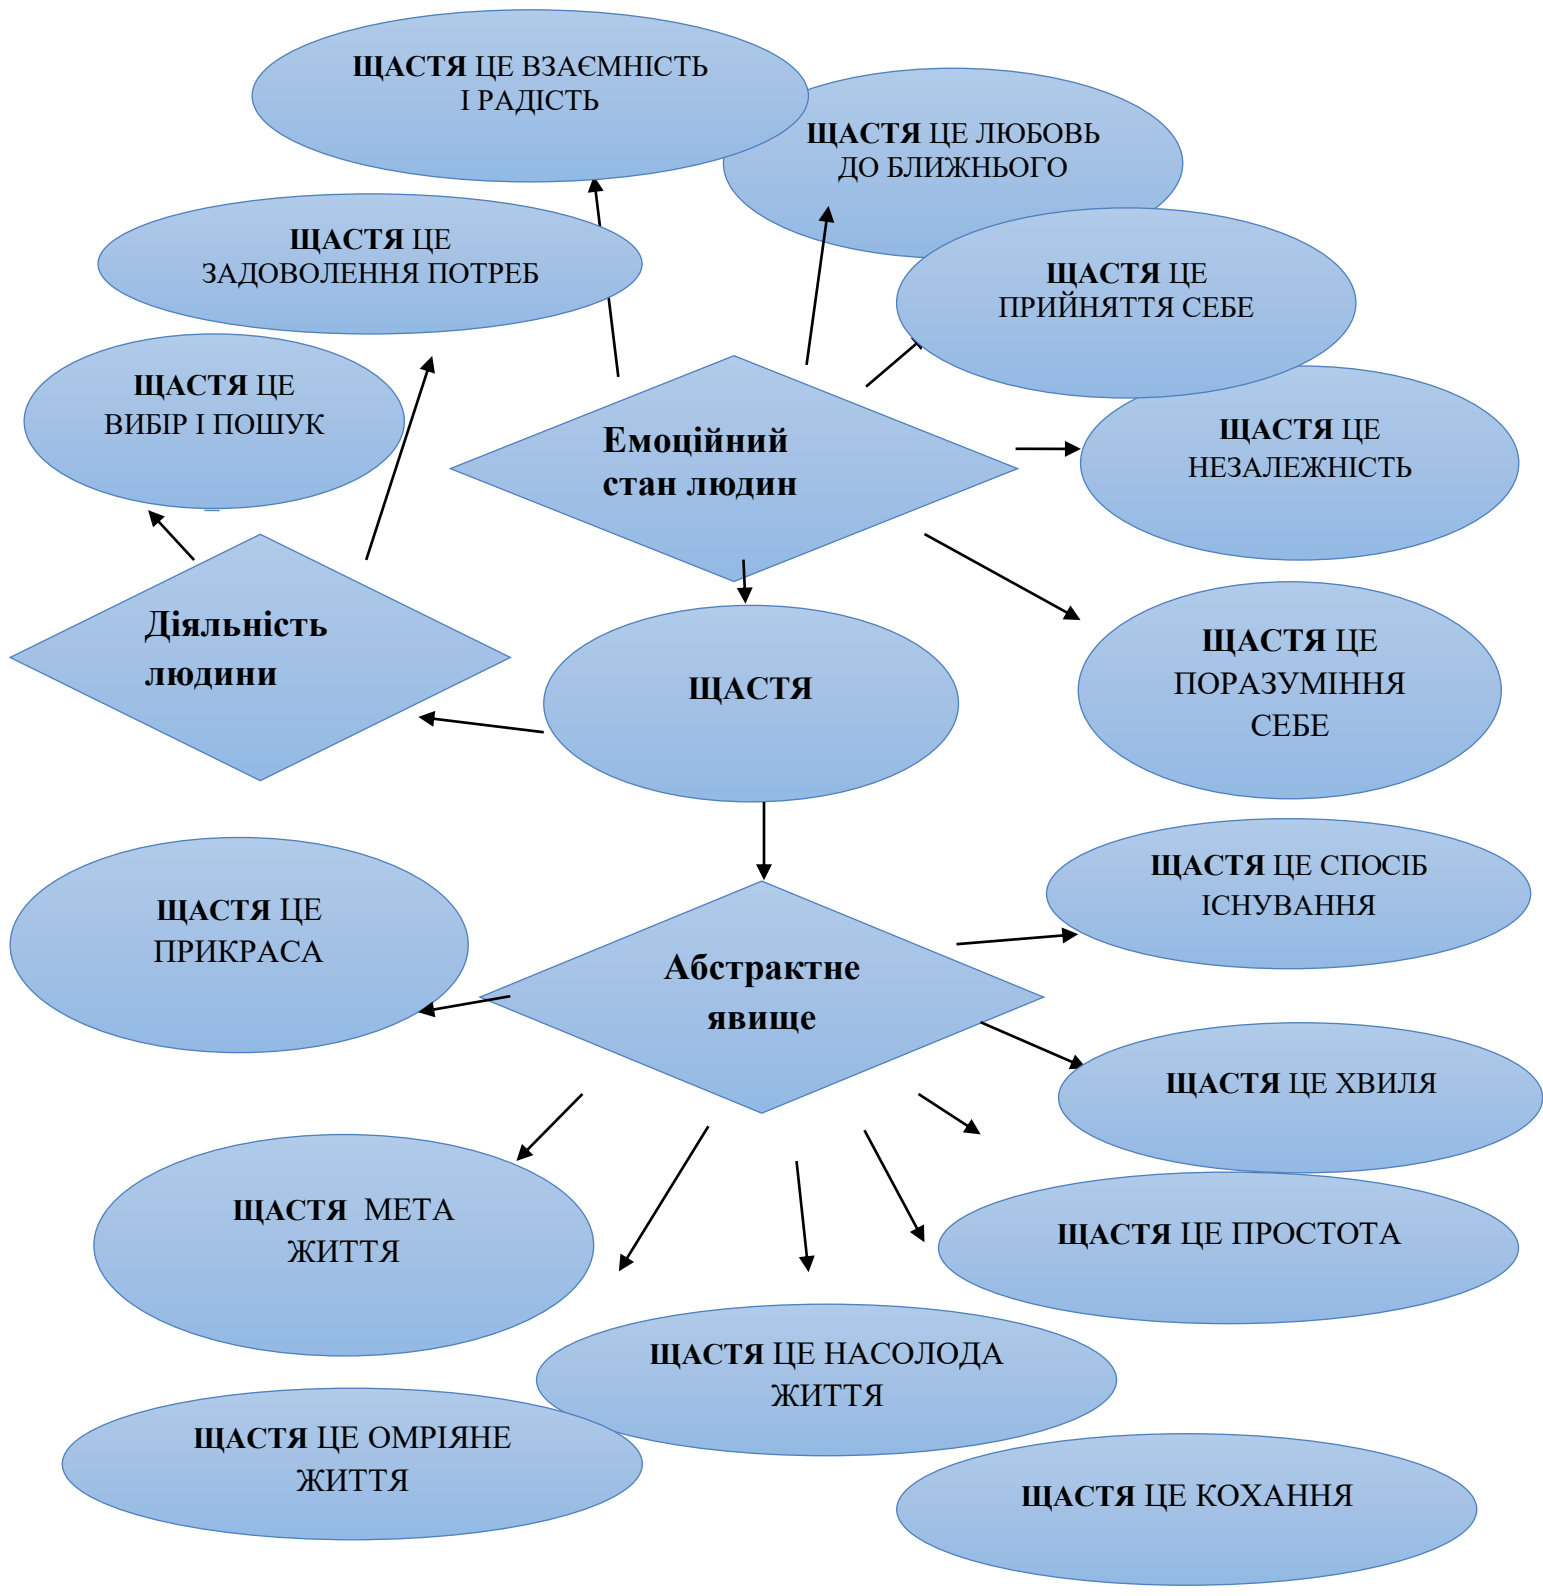 ЩАСТЯ ЦЕ ВЗАЄМНІСТЬ
І РАДІСТЬ
ЩАСТЯ ЦЕ ЛЮБОВЬ
ДО БЛИЖНЬОГО
ЩАСТЯ ЦЕ
ЗАДОВОЛЕННЯ ПОТРЕБ
ЩАСТЯ ЦЕ
ПРИЙНЯТТЯ СЕБЕ
ЩАСТЯ ЦЕ
ВИБІР І ПОШУК
Емоційний
стан людин
ЩАСТЯ ЦЕ
НЕЗАЛЕЖНІСТЬ
Діяльність
людини
ЩАСТЯ
ЩАСТЯ ЦЕ
ПОРАЗУМІННЯ
СЕБЕ
ЩАСТЯ ЦЕ
ПРИКРАСА
ЩАСТЯ ЦЕ СПОСІБ
ІСНУВАННЯ
Абстрактне
явище
ЩАСТЯ ЦЕ ХВИЛЯ
ЩАСТЯ МЕТА
ЖИТТЯ
ЩАСТЯ ЦЕ ПРОСТОТА
ЩАСТЯ ЦЕ НАСОЛОДА
ЖИТТЯ
ЩАСТЯ ЦЕ ОМРІЯНЕ
ЖИТТЯ
ЩАСТЯ ЦЕ КОХАННЯ